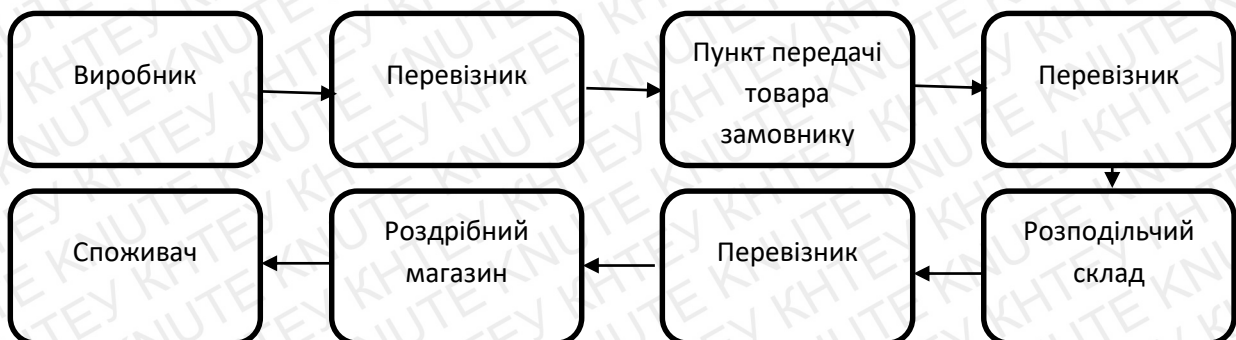 Виробник
Перевізник
Пункт передачі
товара
замовнику
Перевізник
Розподільчий
склад
Перевізник
Роздрібний
магазин
Споживач